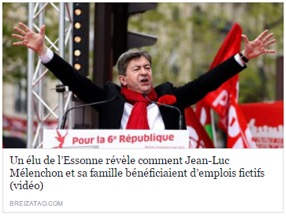 Pour la 6e République
Un élu de l'Essonne révèle comment Jean-Luc
Mélenchon et sa famille bénéficiaient d'emplois fictifs
(vidéo)
BREIZATAO.COM